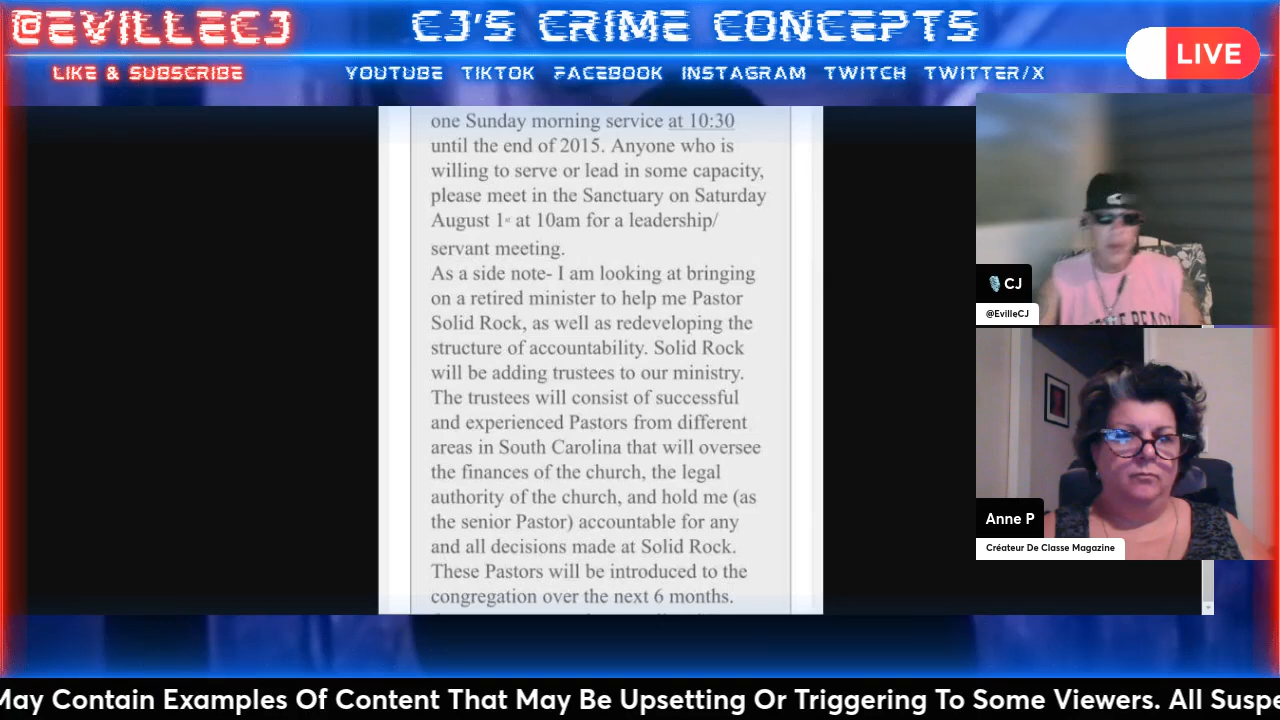 @EVILLECJ
CJ'S CRIME CONCEPTS
LIVE
LIKE & SUBSCRIBE
YOUTUBE TIKTOK FACEBOOK INSTAGRAM TWITCH TWITTER/X
one Sunday morning service at 10:30
until the end of 2015. Anyone who is
willing to serve or lead in some capacity,
please meet in the Sanctuary on Saturday
August 1st at 10am for a leadership/
servant meeting.
As a side note- I am looking at bringing
on a retired minister to help me Pastor
Solid Rock, as well as redeveloping the
structure of accountability. Solid Rock
will be adding trustees to our ministry.
The trustees will consist of successful
and experienced Pastors from different
areas in South Carolina that will oversee
the finances of the church, the legal
authority of the church, and hold me (as
the senior Pastor) accountable for any
and all decisions made at Solid Rock.
These Pastors will be introduced to the
congregation over the next 6 months.
CJ
@EvilleCJ
Anne P
Créateur De Classe Magazine
May Contain Examples Of Content That May Be Upsetting Or Triggering To Some Viewers. All Suspe